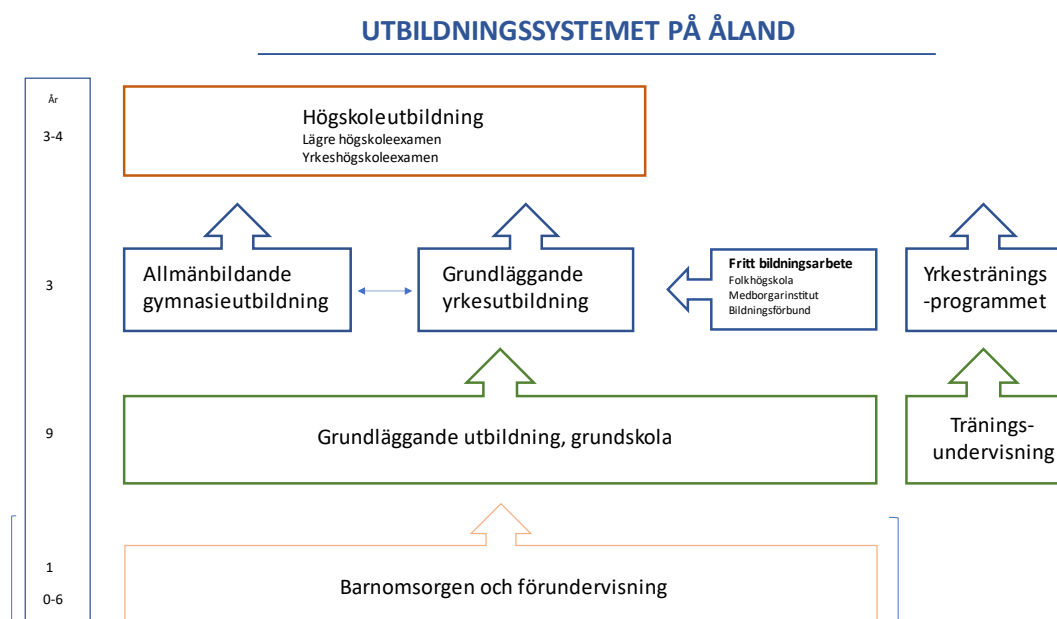 UTBILDNINGSSYSTEMET PÅ ÅLAND
År
3-4
Högskoleutbildning
Lägre högskoleexamen
Yrkeshögskoleexamen
3
Allmänbildande
gymnasieutbildning
Grundläggande
yrkesutbildning
Fritt bildningsarbete
Folkhögskola
Medborgarinstitut
Bildningsförbund
Yrkestränings
-programmet
9
Grundläggande utbildning, grundskola
Tränings-
undervisning
1
0-6
Barnomsorgen och förundervisning